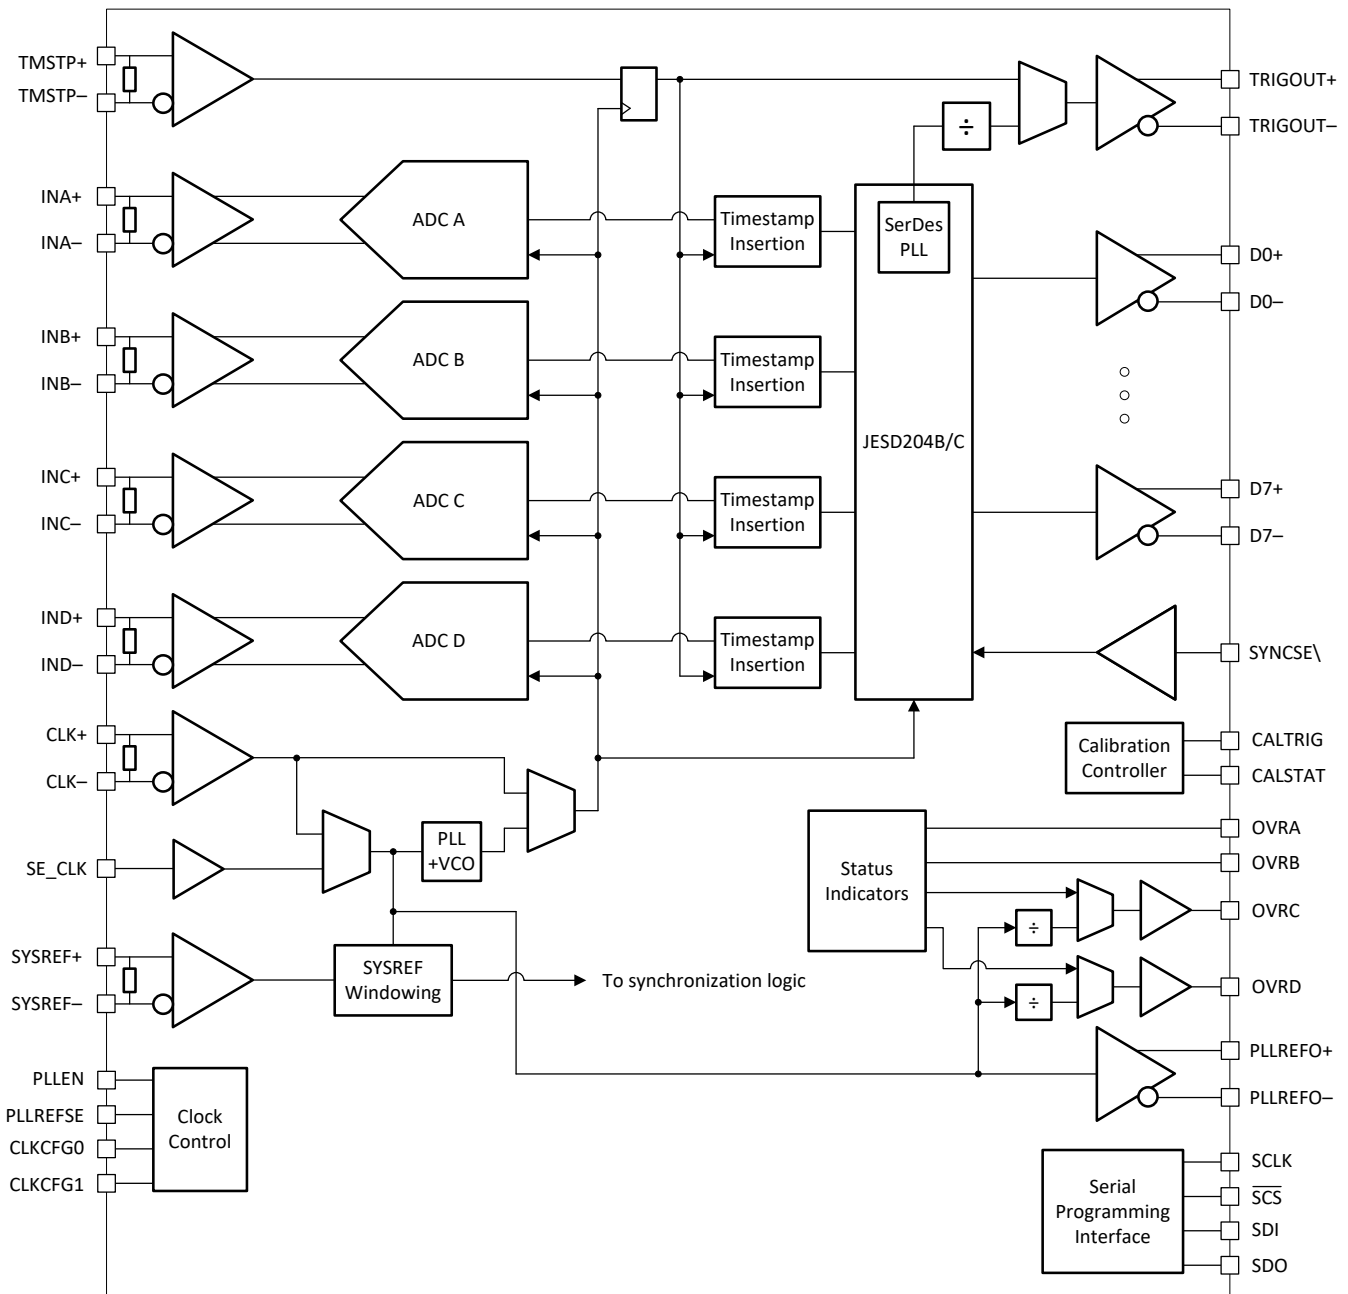 TMSTP+
TMSTP–
TRIGOUT+
TRIGOUT–
÷
INA+
INA–
ADC A
Timestamp
Insertion
SerDes
PLL
D0+
D0–
INB+
INB–
ADC B
Timestamp
Insertion
JESD204B/C
INC+
INC–
ADC C
Timestamp
Insertion
D7+
D7–
IND+
IND–
ADC D
Timestamp
Insertion
SYNCSE\
CLK+
CLK–
Calibration
Controller
CALTRIG
CALSTAT
SE_CLK
PLL
+VCO
Status
Indicators
OVRA
OVRB
OVRC
÷
OVRD
÷
SYSREF+
SYSREF–
SYSREF
Windowing
To synchronization logic
PLLREFO+
PLLREFO–
PLLEN
PLLREFSE
CLKCFG0
CLKCFG1
Clock
Control
Serial
Programming
Interface
SCLK
SCS
SDI
SDO